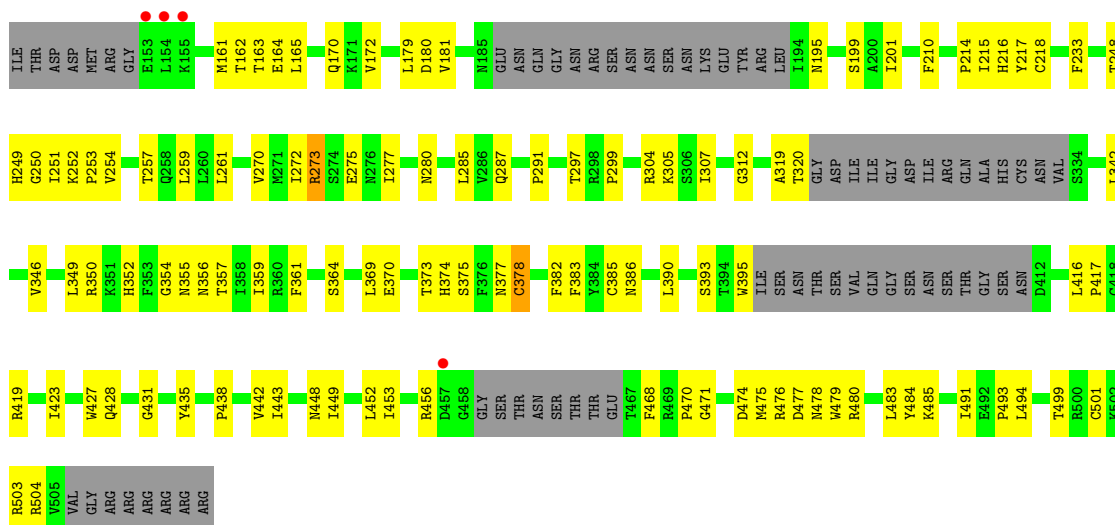 ILE THR ASP ASP MET ARG GLY E153 L154 K155 M161 T162 T163 E164 L165 Q170 K171 V172 L179 D180 V181 N185 GLU ASN GLN GLY ASN ARG SER ASN ASN SER ASN LYS GLU TYR ARG LEU I194 N195 S199 A200 I201 F210 P214 I215 H216 Y217 C218 F233 T248
H249 G250 I251 K252 P253 V254 T257 Q258 L259 L260 L261 V270 M271 I272 R273 S274 E275 N276 I277 N280 L285 V286 Q287 P291 T297 R298 P299 R304 K305 S306 I307 G312 A319 T320 GLY ASP ILE ILE GLY ASP ILE ARG GLN ALA HIS CYS ASN VAL S334 L342
V346 L349 R350 K351 H352 F353 G354 N355 N356 T357 I358 I359 R360 F361 S364 L369 E370 T373 H374 S375 F376 N377 C378 F382 F383 Y384 C385 N386 L390 S393 T394 W395 ILE SER ASN THR SER VAL GLN GLY SER ASN SER THR GLY SER ASN D412 L416 P417 C418
R419 I423 W427 Q428 G431 Y435 P438 V442 I443 N448 I449 L452 I453 R456 D457 G458 GLY SER THR ASN SER THR THR GLU T467 F468 R469 P470 G471 D474 M475 R476 D477 N478 W479 R480 L483 Y484 K485 I491 E492 P493 L494 T499 R500 C501 K502
R503 R504 V505 VAL GLY ARG ARG ARG ARG ARG ARG